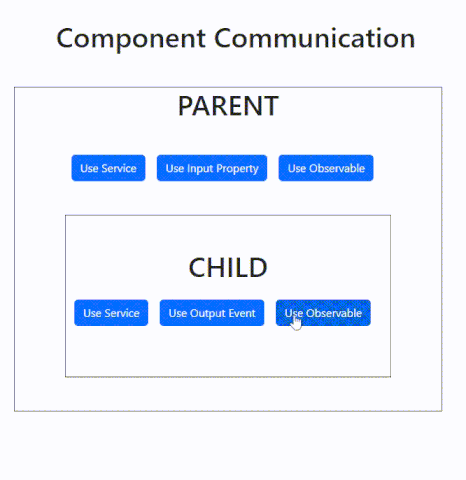 Component Communication
PARENT
Use Service Use Input Property Use Observable
CHILD
Use Service Use Output Event Use Observable